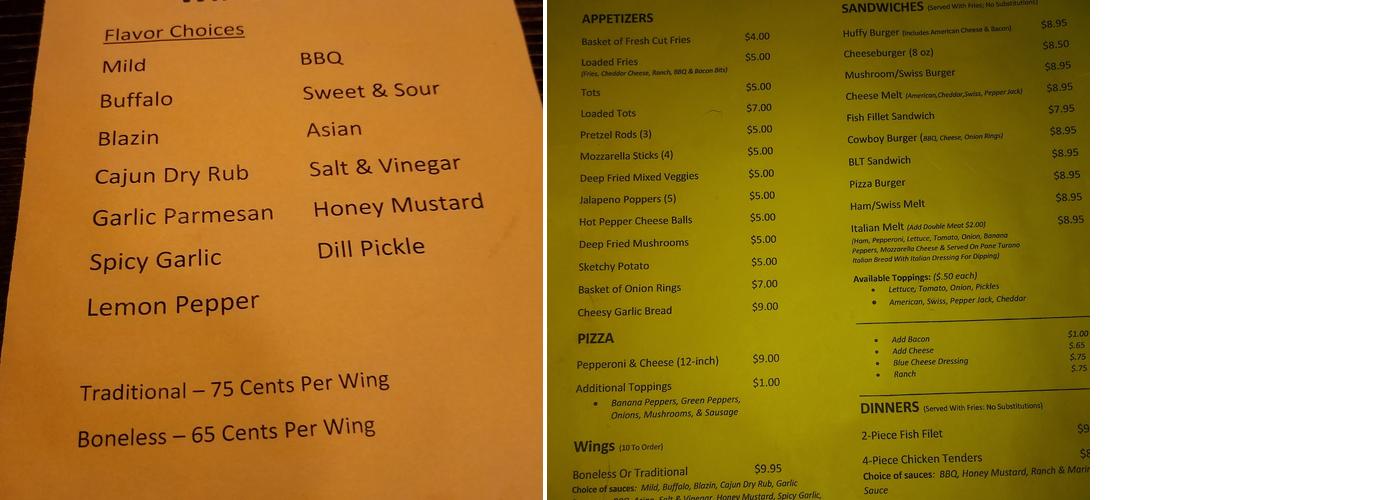 Flavor Choices
Mild
Buffalo
Blazin
Cajun Dry Rub
Garlic Parmesan
Spicy Garlic
Lemon Pepper
BBQ
Sweet & Sour
Asian
Salt & Vinegar
Honey Mustard
Dill Pickle
Traditional – 75 Cents Per Wing
Boneless – 65 Cents Per Wing
APPETIZERS
Basket of Fresh Cut Fries $4.00
Loaded Fries $5.00
(Fries, Cheddar Cheese, Ranch, BBQ & Bacon Bits)
Tots $5.00
Loaded Tots $7.00
Pretzel Rods (3) $5.00
Mozzarella Sticks (4) $5.00
Deep Fried Mixed Veggies $5.00
Jalapeno Poppers (5) $5.00
Hot Pepper Cheese Balls $5.00
Deep Fried Mushrooms $5.00
Sketchy Potato $5.00
Basket of Onion Rings $7.00
Cheesy Garlic Bread $9.00
PIZZA
Pepperoni & Cheese (12-inch) $9.00
Additional Toppings $1.00
• Banana Peppers, Green Peppers,
Onions, Mushrooms, & Sausage
Wings (10 To Order)
Boneless Or Traditional $9.95
Choice of sauces: Mild, Buffalo, Blazin, Cajun Dry Rub, Garlic
Salt & Vinegar, Honey Mustard, Spicy Garlic,
SANDWICHES (Served With Fries; No Substitutions)
Huffy Burger (Includes American Cheese & Bacon) $8.95
Cheeseburger (8 oz) $8.50
Mushroom/Swiss Burger $8.95
Cheese Melt (American,Cheddar,Swiss, Pepper Jack) $8.95
Fish Fillet Sandwich $7.95
Cowboy Burger (BBQ, Cheese, Onion Rings) $8.95
BLT Sandwich $8.95
Pizza Burger $8.95
Ham/Swiss Melt $8.95
Italian Melt (Add Double Meat $2.00) $8.95
(Ham, Pepperoni, Lettuce, Tomato, Onion, Banana
Peppers, Mozzarella Cheese & Served On Pane Turano
Italian Bread With Italian Dressing For Dipping)
Available Toppings: ($.50 each)
• Lettuce, Tomato, Onion, Pickles
• American, Swiss, Pepper Jack, Cheddar
• Add Bacon $1.00
• Add Cheese $.65
• Blue Cheese Dressing $.75
• Ranch $.75
DINNERS (Served With Fries: No Substitutions)
2-Piece Fish Filet
4-Piece Chicken Tenders
Choice of sauces: BBQ, Honey Mustard, Ranch &
Sauce